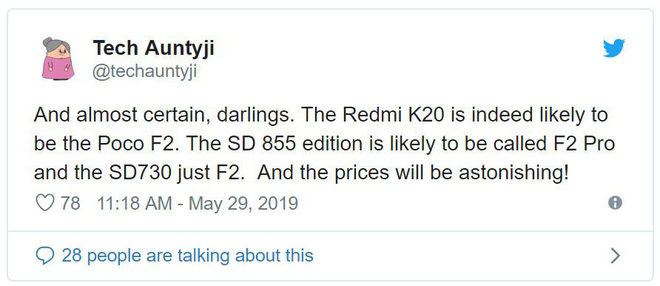 Tech Auntyji
@techauntyji
And almost certain, darlings. The Redmi K20 is indeed likely to
be the Poco F2. The SD 855 edition is likely to be called F2 Pro
and the SD730 just F2.  And the prices will be astonishing!
78 11:18 AM - May 29, 2019
28 people are talking about this